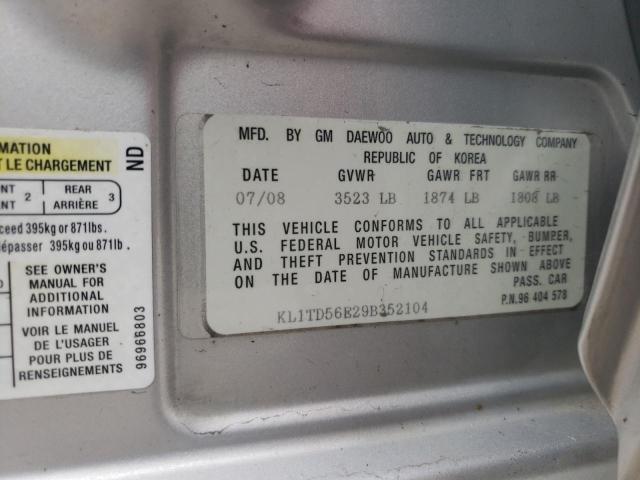 MATION
T LE CHARGEMENT
ND
NT 2 REAR 3
ANT ARRIÈRE
ceed 395kg or 871lbs.
dépasser 395kg ou 871lb.
SEE OWNER'S
MANUAL FOR
ADDITIONAL
INFORMATION
VOIR LE MANUEL
DE L'USAGER
POUR PLUS DE
RENSEIGNEMENTS
96966803
MFD. BY GM DAEWOO AUTO & TECHNOLOGY COMPANY
REPUBLIC OF KOREA
DATE GVWR GAWR FRT GAWR RR
07/08 3523 LB 1874 LB 1808 LB
THIS VEHICLE CONFORMS TO ALL APPLICABLE
U.S. FEDERAL MOTOR VEHICLE SAFETY, BUMPER,
AND THEFT PREVENTION STANDARDS IN EFFECT
ON THE DATE OF MANUFACTURE SHOWN ABOVE
PASS. CAR
P.N.96 404 578
KL1TD56E29B352104